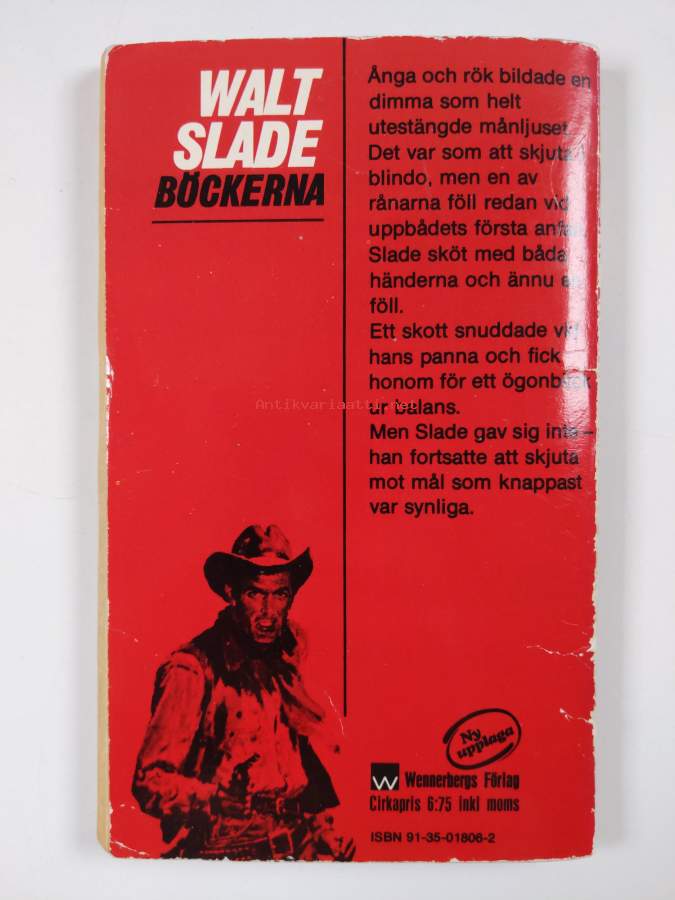 WALT
SLADE
BÖCKERNA
Ånga och rök bildade en
dimma som helt
utestängde månljuset.
Det var som att skjuta i
blindo, men en av
rånarna föll redan vid
uppbådets första anfall.
Slade sköt med båda
händerna och ännu en
föll.
Ett skott snuddade vid
hans panna och fick
honom för ett ögonblick
ur balans.
Men Slade gav sig inte –
han fortsatte att skjuta
mot mål som knappast
var synliga.
Antikvariaatti.net
Ny
upplaga
W Wennerbergs Förlag
Cirkapris 6:75 inkl moms
ISBN 91-35-01806-2